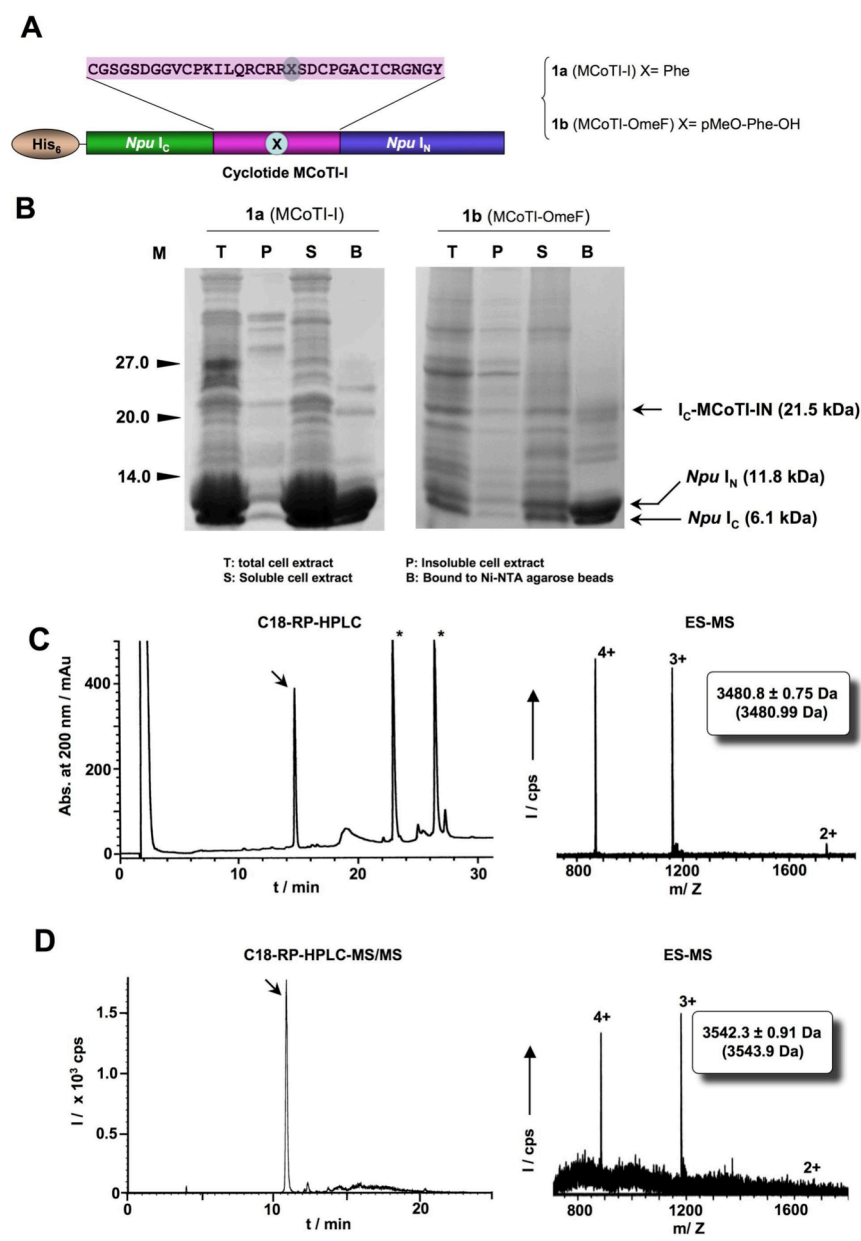 A
CGSGSDGGVCPKILQRCRRXSDCPGACICRGNGY
1a (MCoTI-I) X= Phe
1b (MCoTI-OmeF) X= pMeO-Phe-OH
His6
Npu IC
X
Npu IN
Cyclotide MCoTI-I
B
1a (MCoTI-I)
1b (MCoTI-OmeF)
M T P S B T P S B
27.0
20.0
14.0
IC-MCoTI-IN (21.5 kDa)
Npu IN (11.8 kDa)
Npu IC (6.1 kDa)
T: total cell extract P: Insoluble cell extract
S: Soluble cell extract B: Bound to Ni-NTA agarose beads
C
C18-RP-HPLC
* *
Abs. at 200 nm / mAu
400
200
0
0 10 20 30
t / min
ES-MS
4+ 3+
3480.8 ± 0.75 Da
(3480.99 Da)
2+
I / cps
800 1200 1600
m/ Z
D
C18-RP-HPLC-MS/MS
I / x 10³ cps
1.5
1.0
0.5
0
0 10 20
t / min
ES-MS
4+ 3+
3542.3 ± 0.91 Da
(3543.9 Da)
2+
I / cps
800 1200 1600
m/ Z